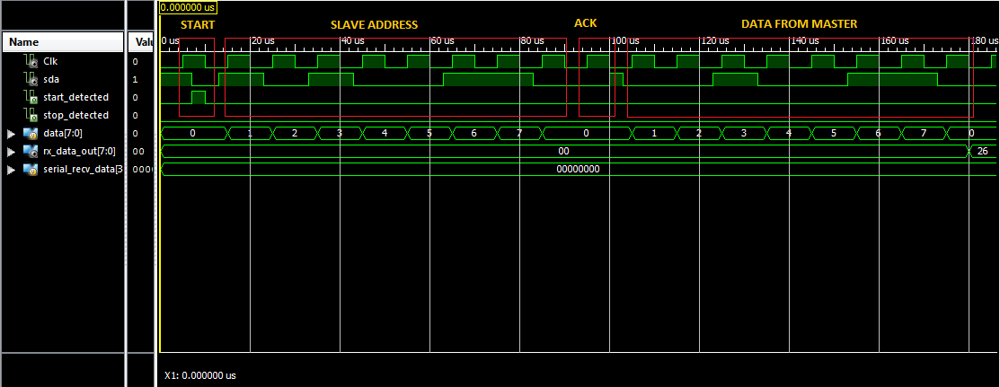 0.000000 us
START SLAVE ADDRESS ACK DATA FROM MASTER
Name Valu 0 us 20 us 40 us 60 us 80 us 100 us 120 us 140 us 160 us 180 us
Clk 0
sda 1
start_detected 0
stop_detected 0
data[7:0] 0 0 1 2 3 4 5 6 7 0 1 2 3 4 5 6 7 0
rx_data_out[7:0] 00 00 26
serial_recv_data[3 0000 00000000
X1: 0.000000 us